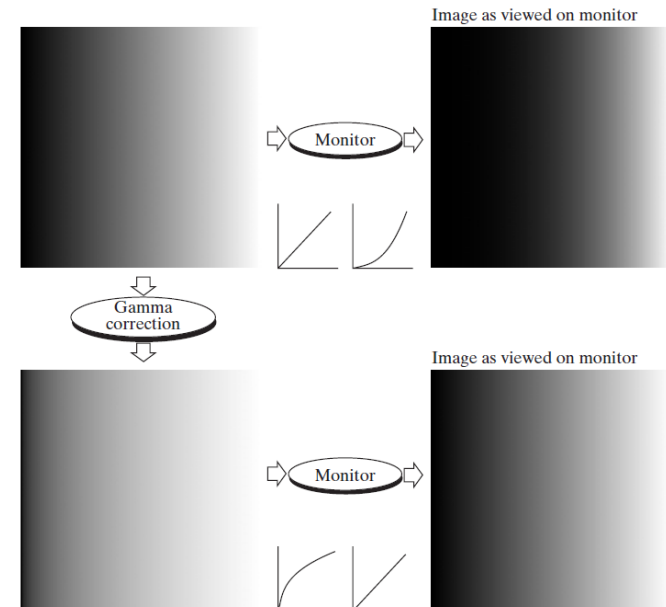 Image as viewed on monitor
Monitor
Gamma
correction
Image as viewed on monitor
Monitor